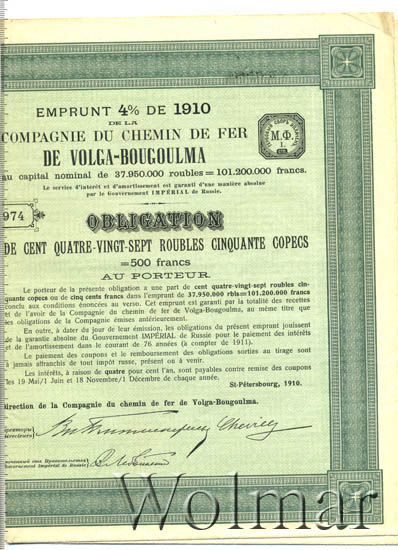 EMPRUNT 4% DE 1910
DE LA
COMPAGNIE DU CHEMIN DE FER
DE VOLGA-BOUGOULMA
М.Ф.
I.
au capital nominal de 37.950.000 roubles=101.200.000 francs.
Le service d'intérêt et d'amortissement est garanti d'une manière absolue
par le Gouvernement IMPÉRIAL de Russie.
974
OBLIGATION
DE CENT QUATRE-VINGT-SEPT ROUBLES CINQUANTE COPECS
=500 francs
AU PORTEUR
Le porteur de la présente obligation a une part de cent quatre-vingt-sept roubles cin-
quante copecs ou de cinq cents francs dans l'emprunt de 37.950.000 rbls=101.200.000 francs
conclu aux conditions énoncées au verso. Cet emprunt est garanti par la totalité des recettes
et de l'avoir de la Compagnie du chemin de fer de Volga-Bougoulma, au même titre que
les obligations de la Compagnie émises antérieurement.
En outre, à dater du jour de leur émission, les obligations du présent emprunt jouissent
de la garantie absolue du Gouvernement IMPÉRIAL de Russie pour le paiement des intérêts
et de l'amortissement dans le courant de 76 années (à compter de 1911).
Le paiement des coupons et le remboursement des obligations sorties au tirage sont
à jamais affranchis de tout impôt russe, présent ou à venir.
Les intérêts, à raison de quatre pour cent l'an, sont payables contre remise des coupons
les 19 Mai/1 Juin et 18 Novembre/1 Décembre de chaque année.
St-Pétersbourg, 1910.
Direction de la Compagnie du chemin de fer de Volga-Bougoulma.
Directeurs
Gouvernement Impérial de Russie
Wolmar